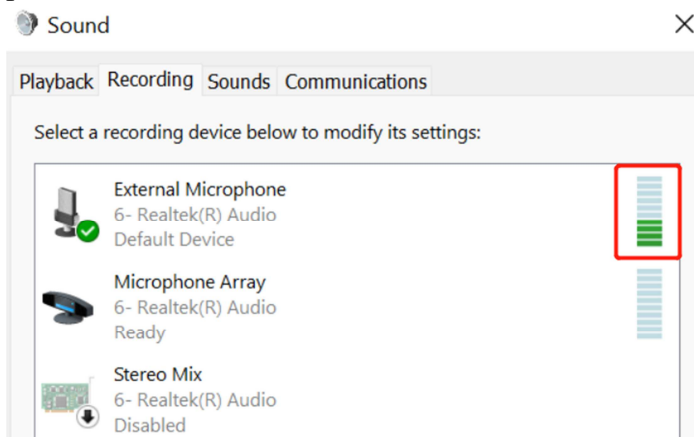 Sound
Playback Recording Sounds Communications
Select a recording device below to modify its settings:
External Microphone
6- Realtek(R) Audio
Default Device
Microphone Array
6- Realtek(R) Audio
Ready
Stereo Mix
6- Realtek(R) Audio
Disabled